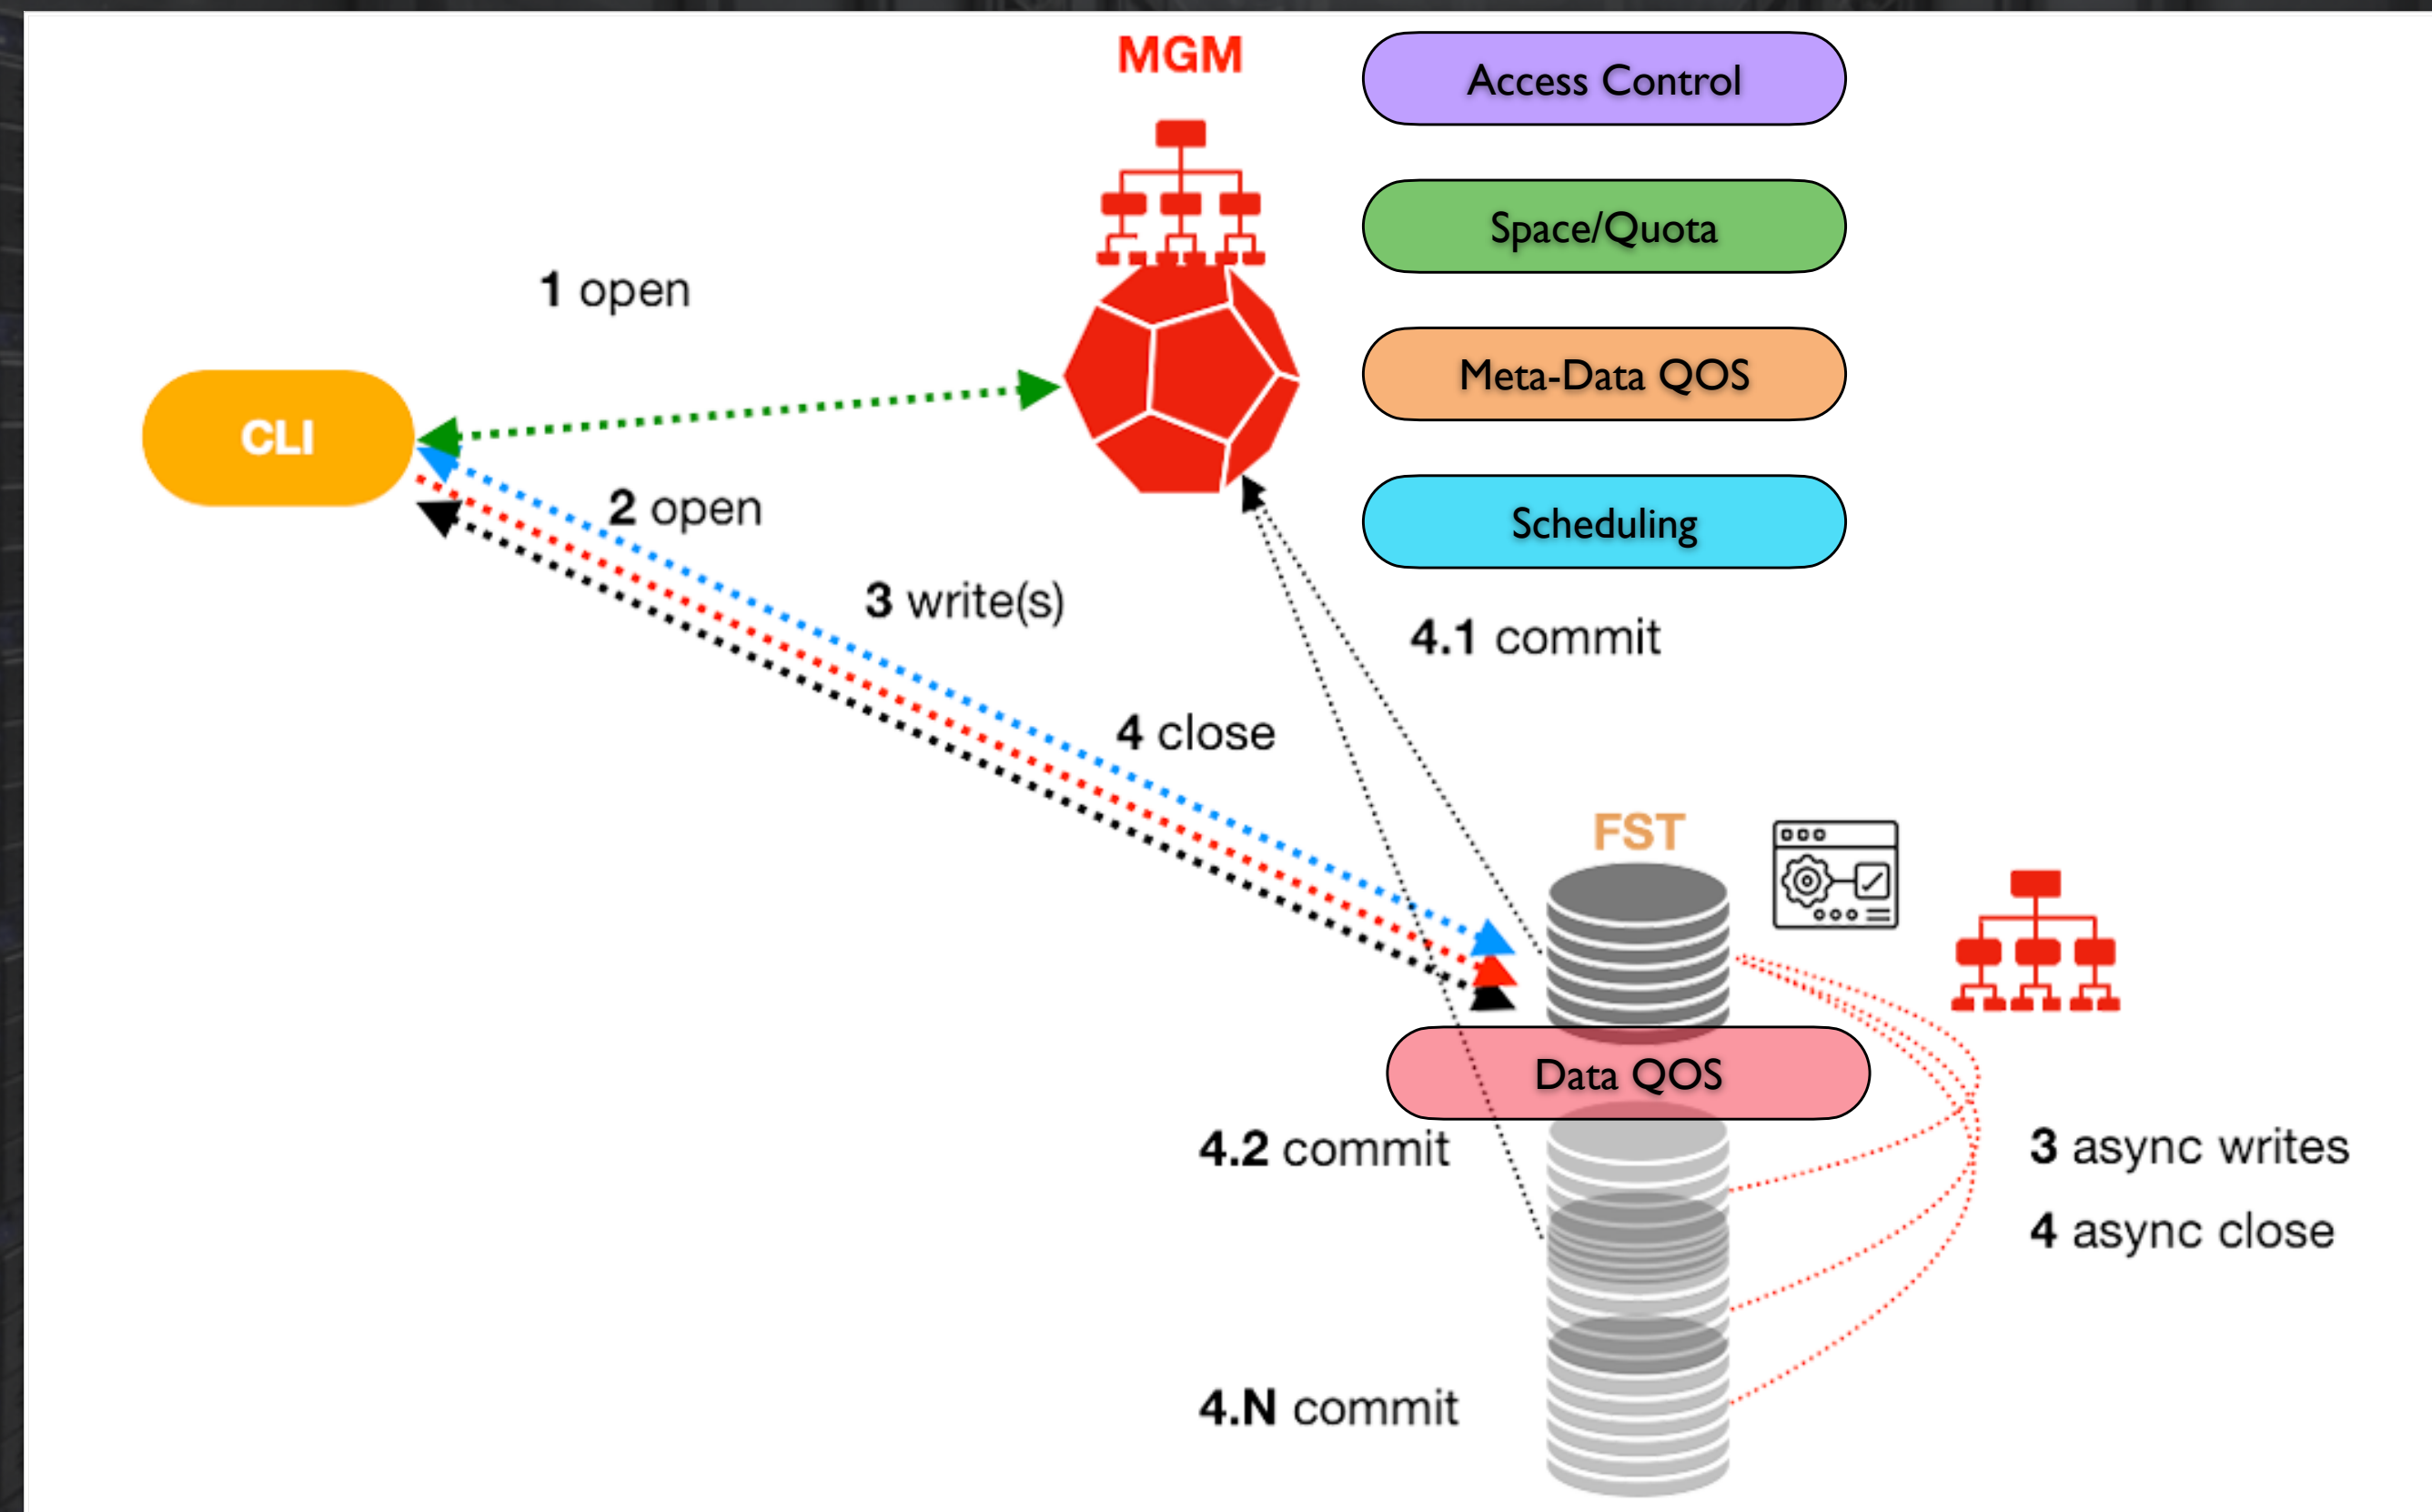 MGM
Access Control
Space/Quota
1 open
Meta-Data QOS
CLI
2 open
Scheduling
3 write(s)
4.1 commit
4 close
FST
Data QOS
4.2 commit
3 async writes
4 async close
4.N commit